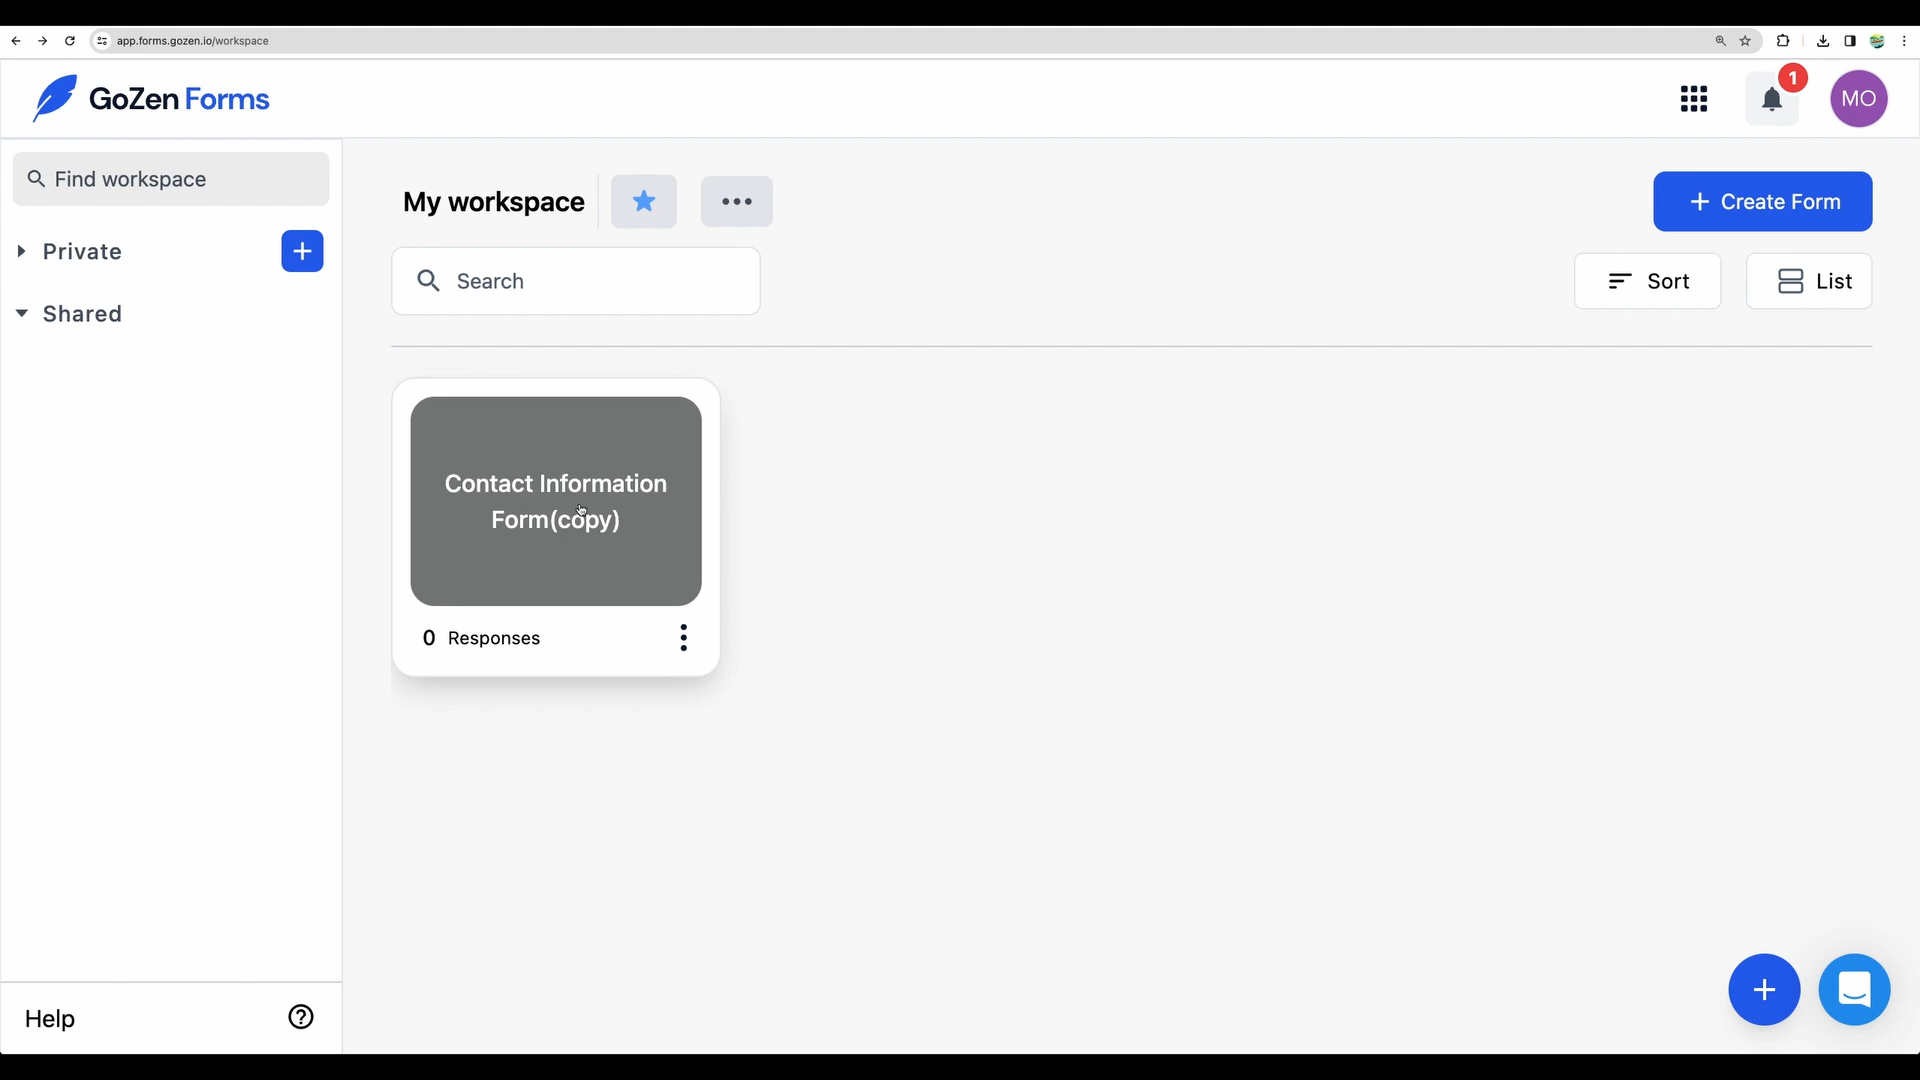 app.forms.gozen.io/workspace
GoZen Forms
1
MO
Find workspace
My workspace
+ Create Form
Private
Search
Sort
List
Shared
Contact Information
Form(copy)
0 Responses
Help